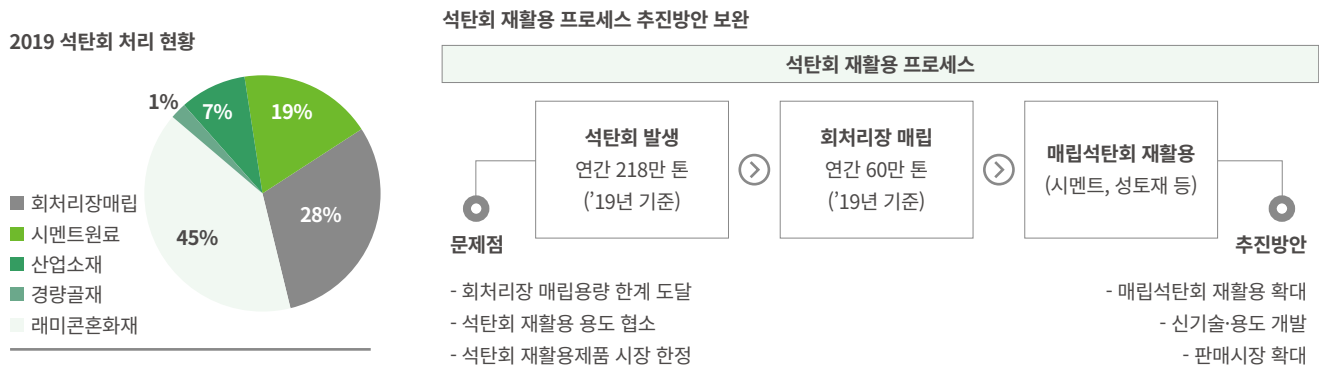 2019 석탄회 처리 현황
1%
7%
19%
28%
45%
회처리장매립
시멘트원료
산업소재
경량골재
래미콘혼화재
석탄회 재활용 프로세스 추진방안 보완
석탄회 재활용 프로세스
석탄회 발생
연간 218만 톤
(’19년 기준)
회처리장 매립
연간 60만 톤
(’19년 기준)
매립석탄회 재활용
(시멘트, 성토재 등)
문제점
- 회처리장 매립용량 한계 도달
- 석탄회 재활용 용도 협소
- 석탄회 재활용제품 시장 한정
추진방안
- 매립석탄회 재활용 확대
- 신기술·용도 개발
- 판매시장 확대